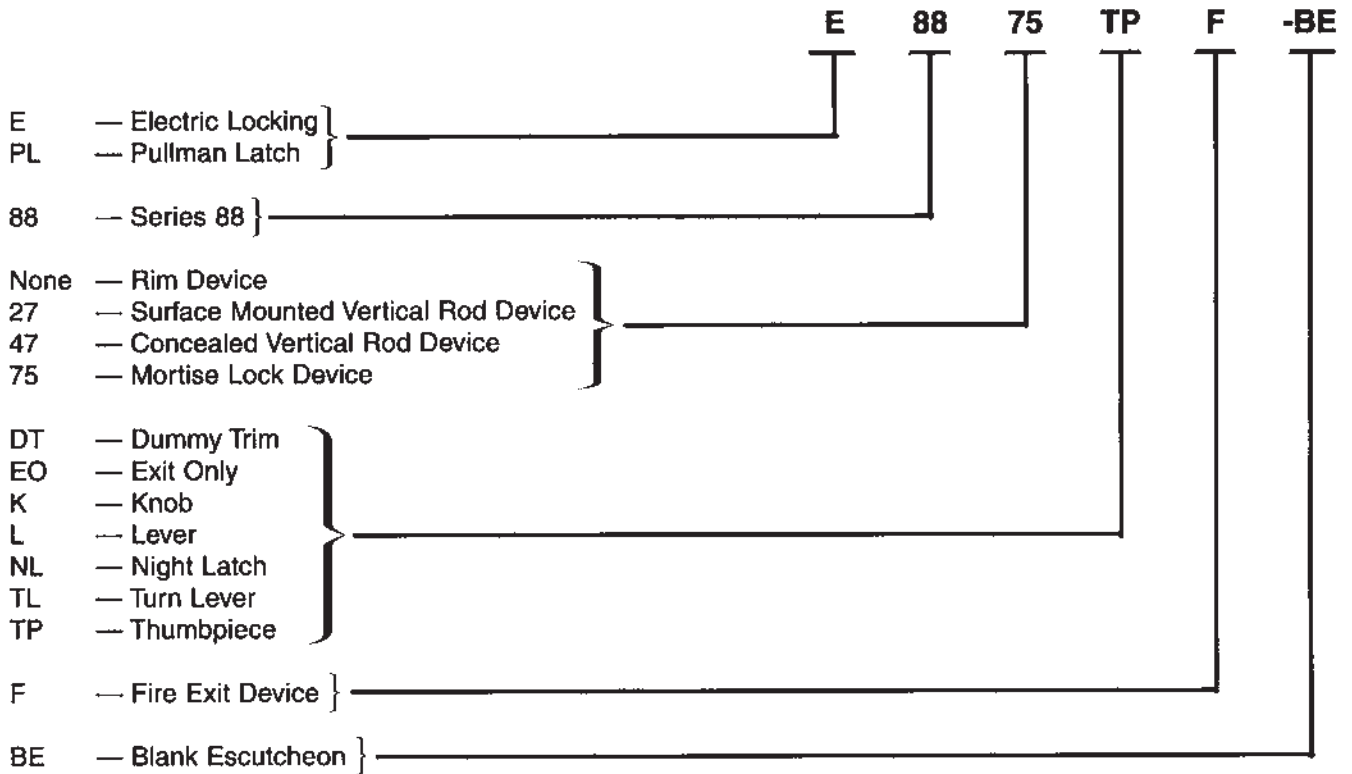 E 88 75 TP F -BE
E — Electric Locking
PL — Pullman Latch
88 — Series 88
None — Rim Device
27 — Surface Mounted Vertical Rod Device
47 — Concealed Vertical Rod Device
75 — Mortise Lock Device
DT — Dummy Trim
EO — Exit Only
K — Knob
L — Lever
NL — Night Latch
TL — Turn Lever
TP — Thumbpiece
F — Fire Exit Device
BE — Blank Escutcheon